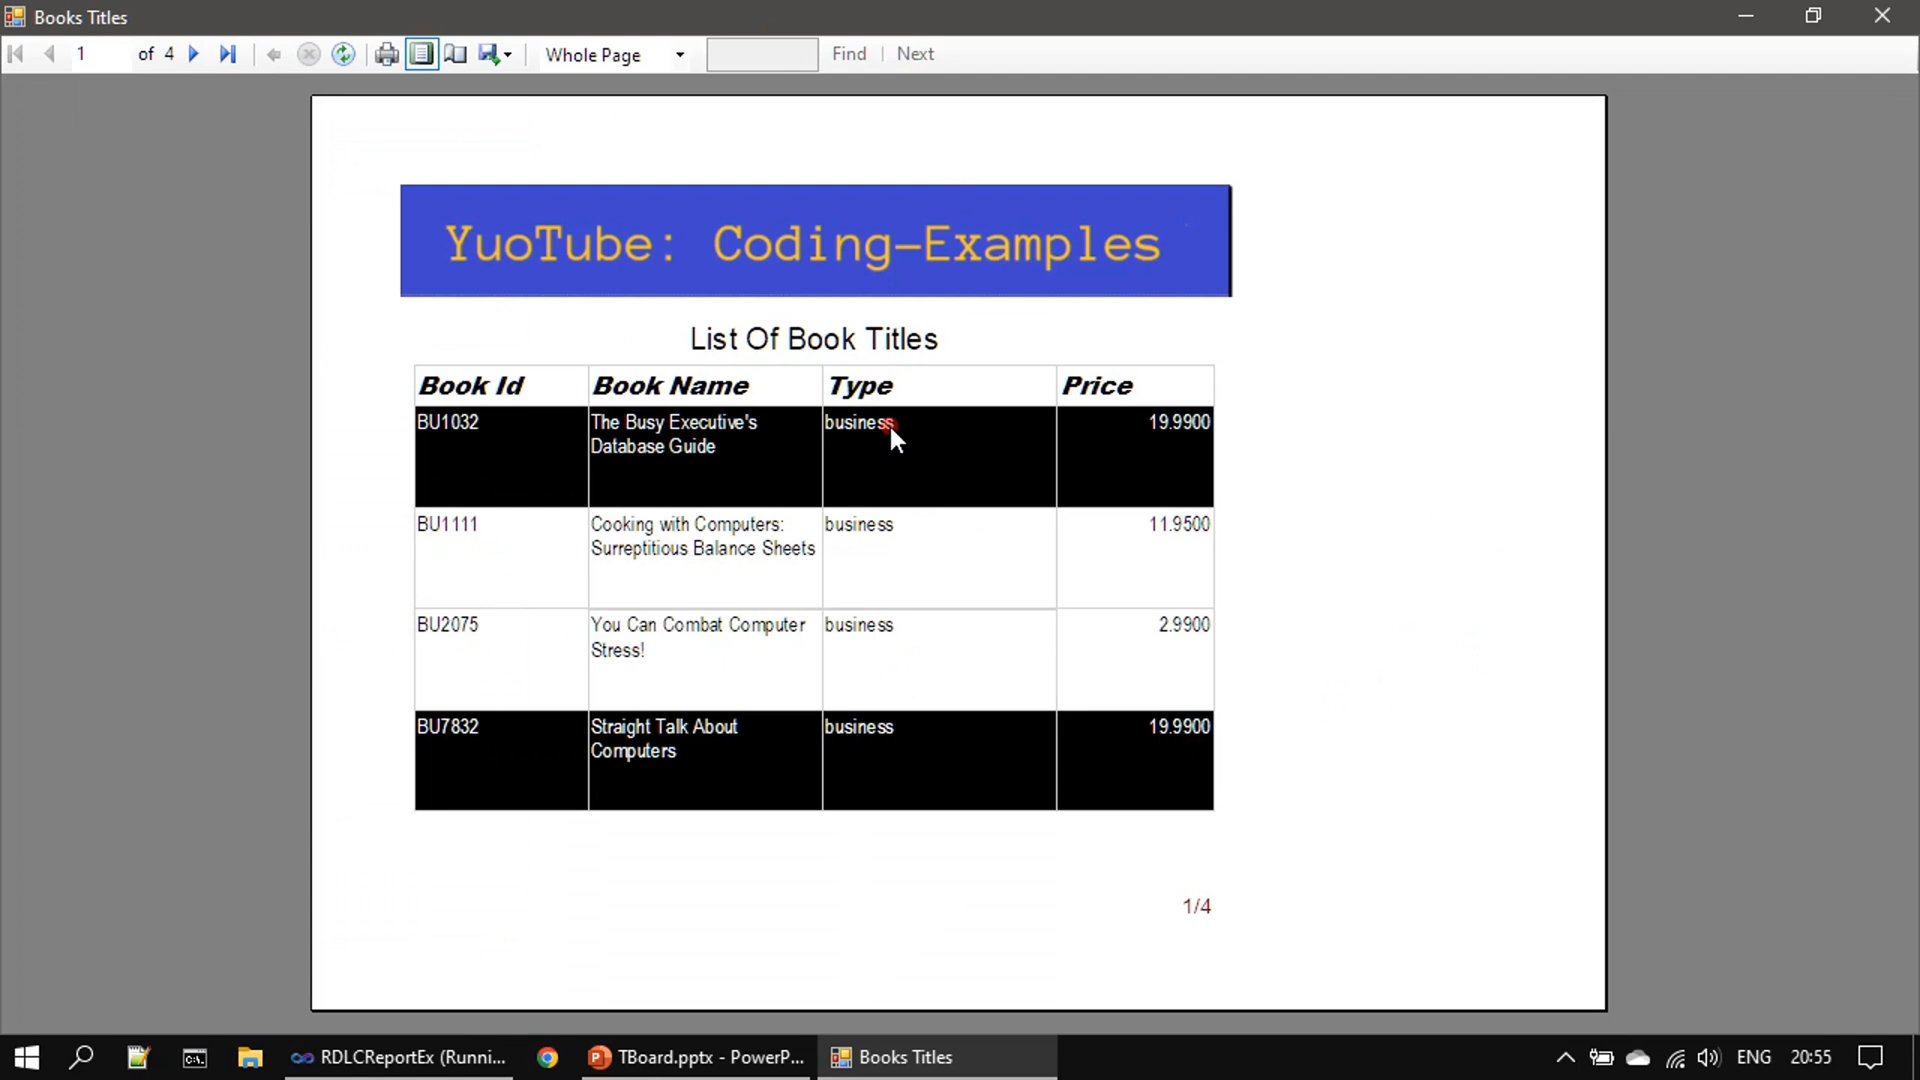 Books Titles
1 of 4 Whole Page Find Next
YuoTube: Coding-Examples
List Of Book Titles
Book Id Book Name Type Price
BU1032 The Busy Executive's business 19.9900
Database Guide
BU1111 Cooking with Computers: business 11.9500
Surreptitious Balance Sheets
BU2075 You Can Combat Computer business 2.9900
Stress!
BU7832 Straight Talk About business 19.9900
Computers
1/4
RDLCReportEx (Runni... TBoard.pptx - PowerP... Books Titles ENG 20:55